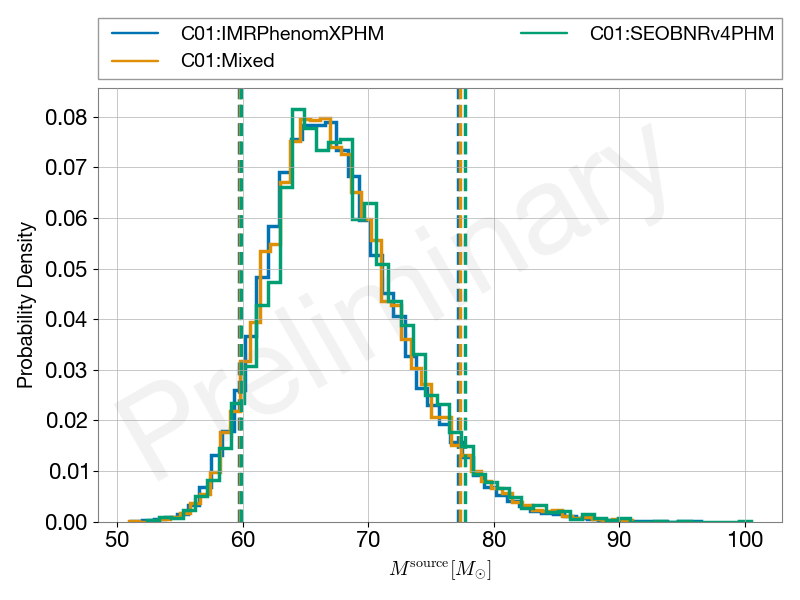 C01:IMRPhenomXPHM
C01:Mixed
C01:SEOBNRv4PHM
Preliminary
Probability Density
0.08
0.07
0.06
0.05
0.04
0.03
0.02
0.01
0.00
50 60 70 80 90 100
M^source [M_⊙]